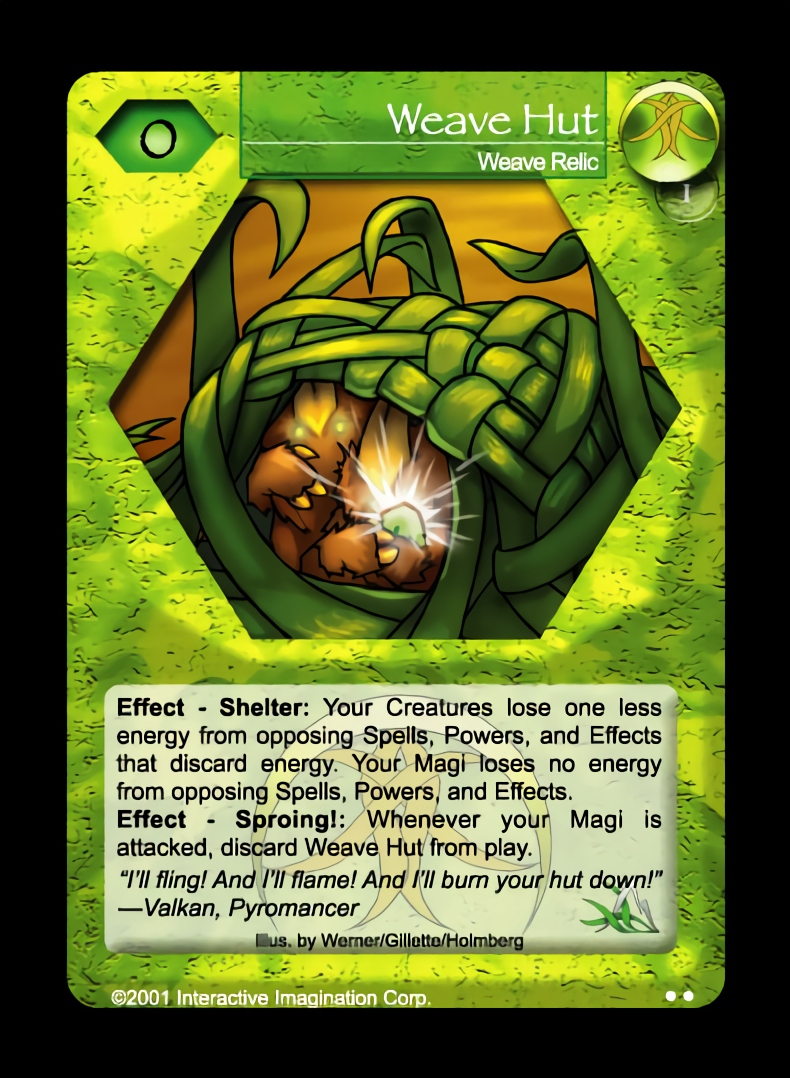 0
Weave Hut
Weave Relic
I
Effect - Shelter: Your Creatures lose one less
energy from opposing Spells, Powers, and Effects
that discard energy. Your Magi loses no energy
from opposing Spells, Powers, and Effects.
Effect - Sproing!: Whenever your Magi is
attacked, discard Weave Hut from play.
“I’ll fling! And I’ll flame! And I’ll burn your hut down!”
—Valkan, Pyromancer
Illus. by Werner/Gillette/Holmberg
©2001 Interactive Imagination Corp.